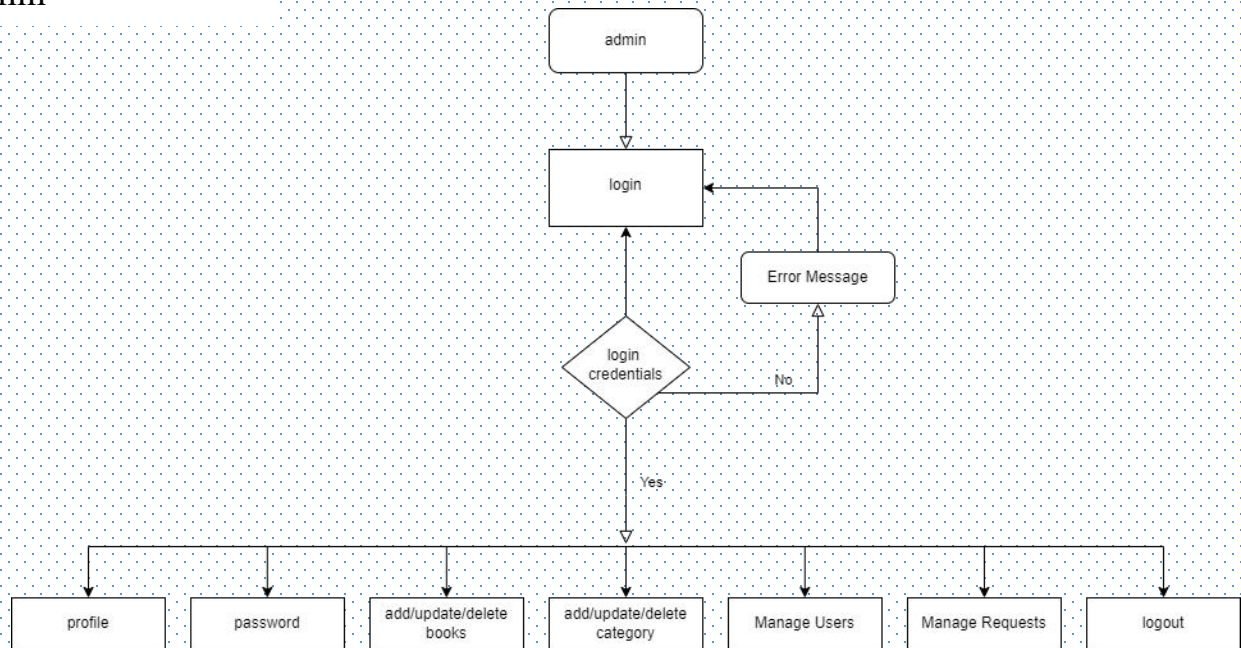 admin
login
Error Message
login
credentials
No
Yes
profile
password
add/update/delete
books
add/update/delete
category
Manage Users
Manage Requests
logout